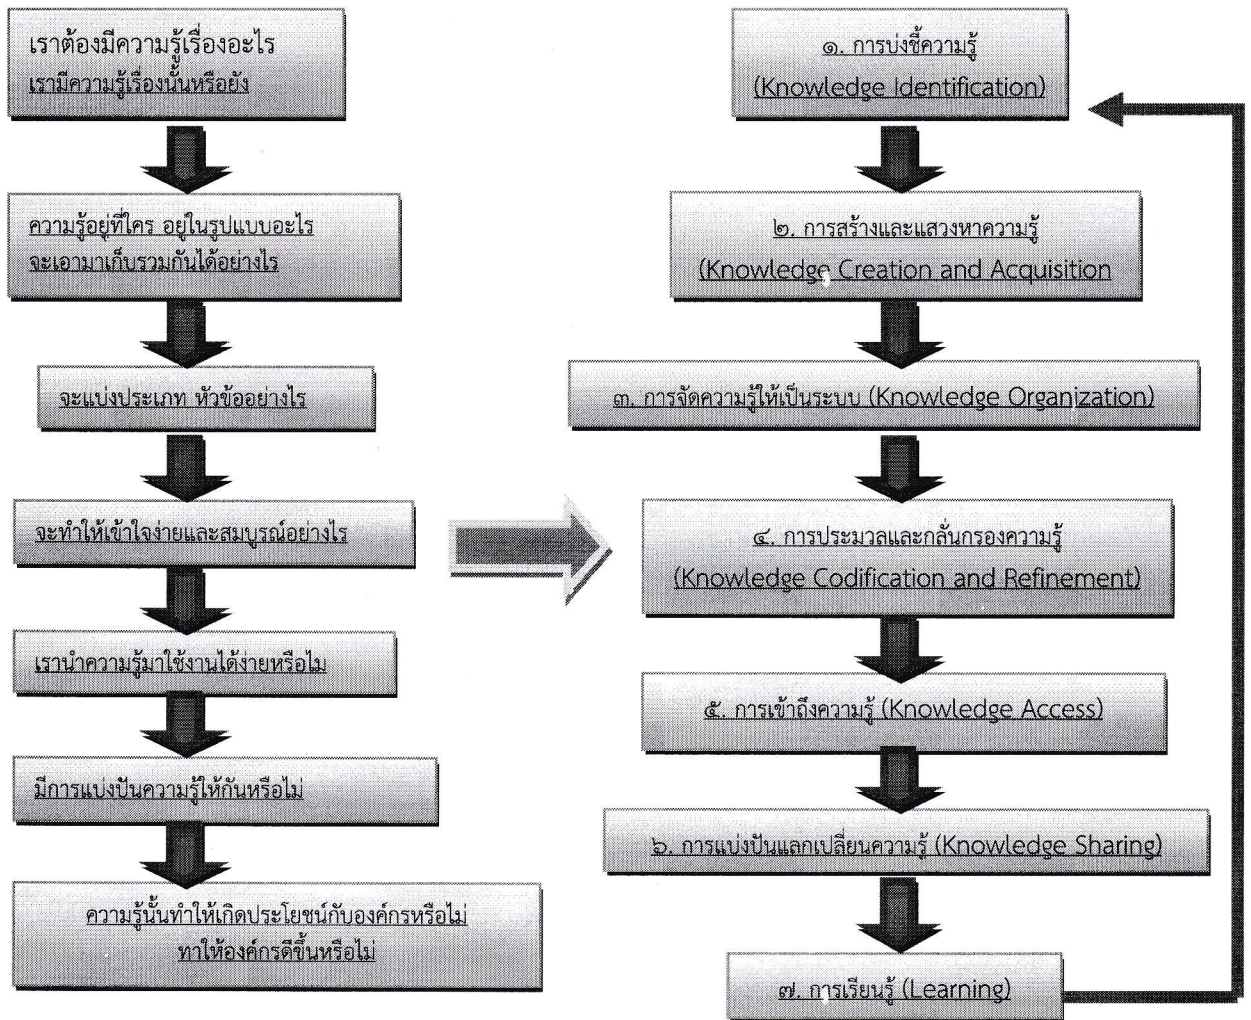 เราต้องมีความรู้เรื่องอะไร
เรามีความรู้เรื่องนั้นหรือยัง
ความรู้อยู่ที่ใคร อยู่ในรูปแบบอะไร
จะเอามาเก็บรวมกันได้อย่างไร
จะแบ่งประเภท หัวข้ออย่างไร
จะทำให้เข้าใจง่ายและสมบูรณ์อย่างไร
เรานำความรู้มาใช้งานได้ง่ายหรือไม่
มีการแบ่งปันความรู้ให้กันหรือไม่
ความรู้นั้นทำให้เกิดประโยชน์กับองค์กรหรือไม่
ทาให้องค์กรดีขึ้นหรือไม่
๑. การบ่งชี้ความรู้
(Knowledge Identification)
๒. การสร้างและแสวงหาความรู้
(Knowledge Creation and Acquisition
๓. การจัดความรู้ให้เป็นระบบ (Knowledge Organization)
๔. การประมวลและกลั่นกรองความรู้
(Knowledge Codification and Refinement)
๕. การเข้าถึงความรู้ (Knowledge Access)
๖. การแบ่งปันแลกเปลี่ยนความรู้ (Knowledge Sharing)
๗. การเรียนรู้ (Learning)